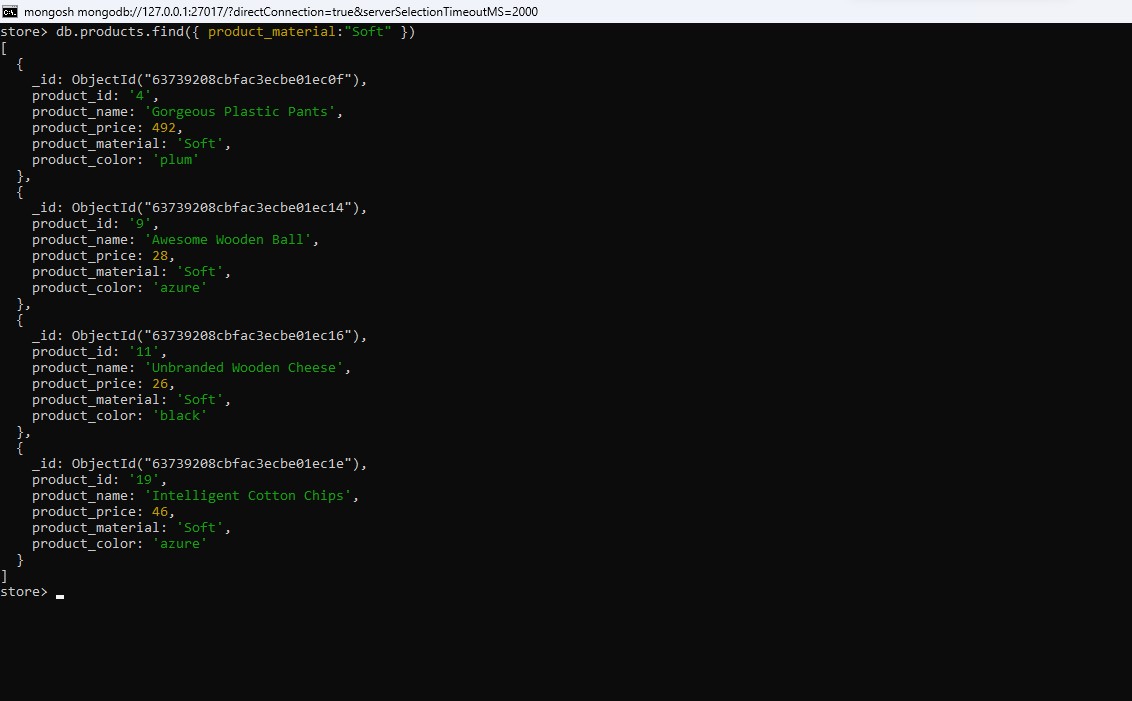 mongosh mongodb://127.0.0.1:27017/?directConnection=true&serverSelectionTimeoutMS=2000
store> db.products.find({ product_material:"Soft" })
[
  {
    _id: ObjectId("63739208cbfac3ecbe01ec0f"),
    product_id: '4',
    product_name: 'Gorgeous Plastic Pants',
    product_price: 492,
    product_material: 'Soft',
    product_color: 'plum'
  },
  {
    _id: ObjectId("63739208cbfac3ecbe01ec14"),
    product_id: '9',
    product_name: 'Awesome Wooden Ball',
    product_price: 28,
    product_material: 'Soft',
    product_color: 'azure'
  },
  {
    _id: ObjectId("63739208cbfac3ecbe01ec16"),
    product_id: '11',
    product_name: 'Unbranded Wooden Cheese',
    product_price: 26,
    product_material: 'Soft',
    product_color: 'black'
  },
  {
    _id: ObjectId("63739208cbfac3ecbe01ec1e"),
    product_id: '19',
    product_name: 'Intelligent Cotton Chips',
    product_price: 46,
    product_material: 'Soft',
    product_color: 'azure'
  }
]
store>